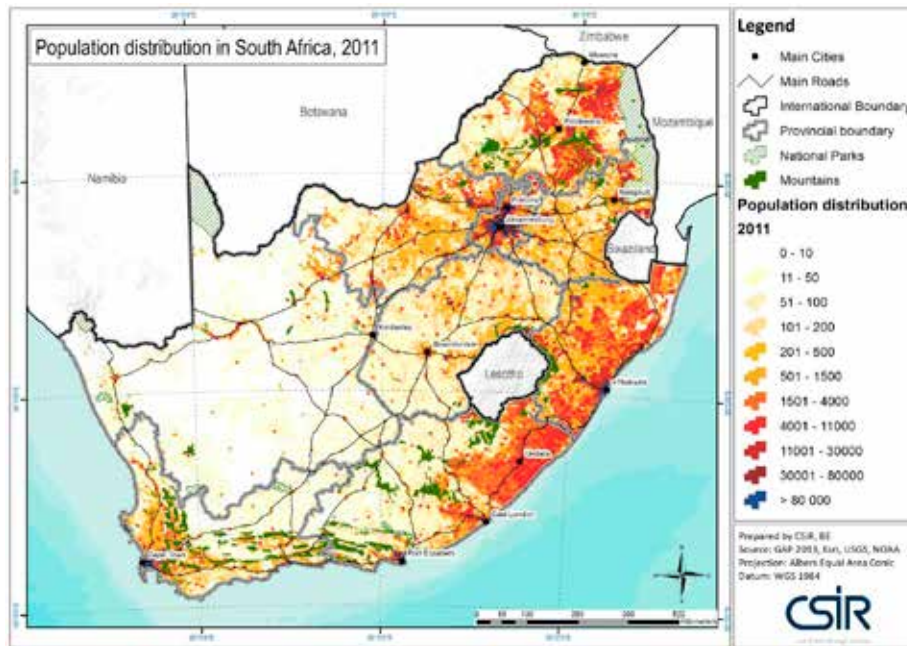 Population distribution in South Africa, 2011
Zimbabwe
Musina
Botswana
Mozambique
Polokwane
Namibia
Nelspruit
Pretoria
Johannesburg
Swaziland
Kimberley
Bloemfontein
Lesotho
eThekwini
Umtata
East London
Cape Town
Port Elizabeth
Legend
Main Cities
Main Roads
International Boundary
Provincial boundary
National Parks
Mountains
Population distribution
2011
0 - 10
11 - 50
51 - 100
101 - 200
201 - 500
501 - 1500
1501 - 4000
4001 - 11000
11001 - 30000
30001 - 80000
> 80 000
Prepared by CSIR, BE
Source: GAP 2013, Esri, USGS, NOAA
Projection: Albers Equal Area Conic
Datum: WGS 1984
CSIR